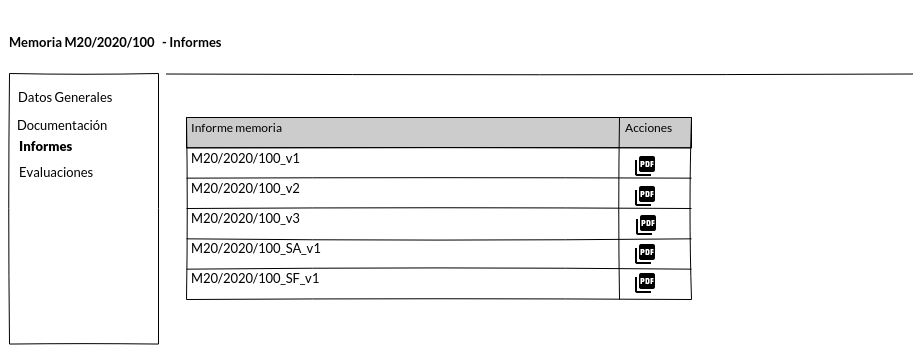 Memoria M20/2020/100 - Informes
Datos Generales
Documentación
Informes
Evaluaciones
Informe memoria Acciones
M20/2020/100_v1 PDF
M20/2020/100_v2 PDF
M20/2020/100_v3 PDF
M20/2020/100_SA_v1 PDF
M20/2020/100_SF_v1 PDF